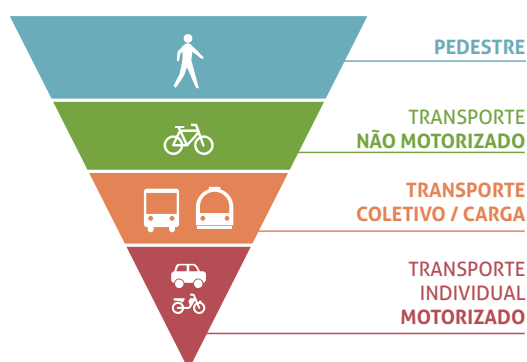 PEDESTRE
TRANSPORTE
NÃO MOTORIZADO
TRANSPORTE
COLETIVO / CARGA
TRANSPORTE
INDIVIDUAL
MOTORIZADO